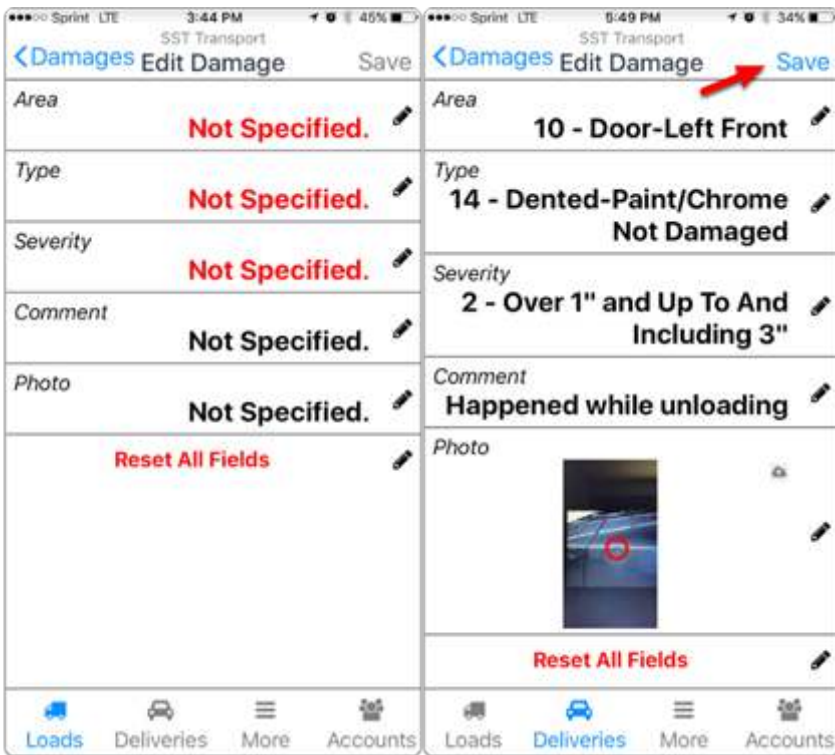 Sprint LTE 3:44 PM 45%
SST Transport
Damages Edit Damage Save
Area
Not Specified.
Type
Not Specified.
Severity
Not Specified.
Comment
Not Specified.
Photo
Not Specified.
Reset All Fields
Loads Deliveries More Accounts
Sprint LTE 5:49 PM 34%
SST Transport
Damages Edit Damage Save
Area
10 - Door-Left Front
Type
14 - Dented-Paint/Chrome
Not Damaged
Severity
2 - Over 1" and Up To And
Including 3"
Comment
Happened while unloading
Photo
Reset All Fields
Loads Deliveries More Accounts